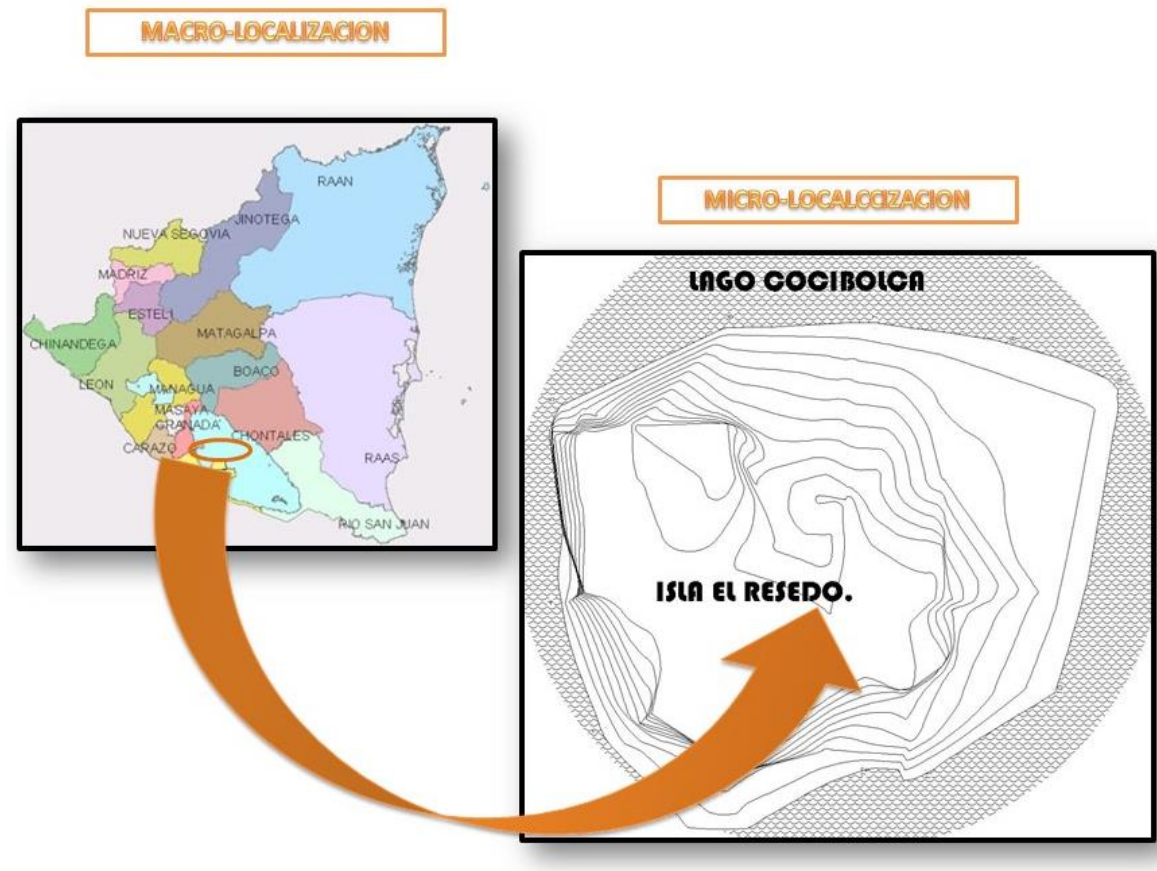 MACRO-LOCALIZACION
RAAN
JINOTEGA
NUEVA SEGOVIA
MADRIZ
ESTELI
MATAGALPA
CHINANDEGA
BOACO
LEON
MANAGUA
MASAYA
GRANADA
CHONTALES
CARAZO
RAAS
RIO SAN JUAN
MICRO-LOCALCCIZACION
LAGO COCIBOLCA
ISLA EL RESEDO.